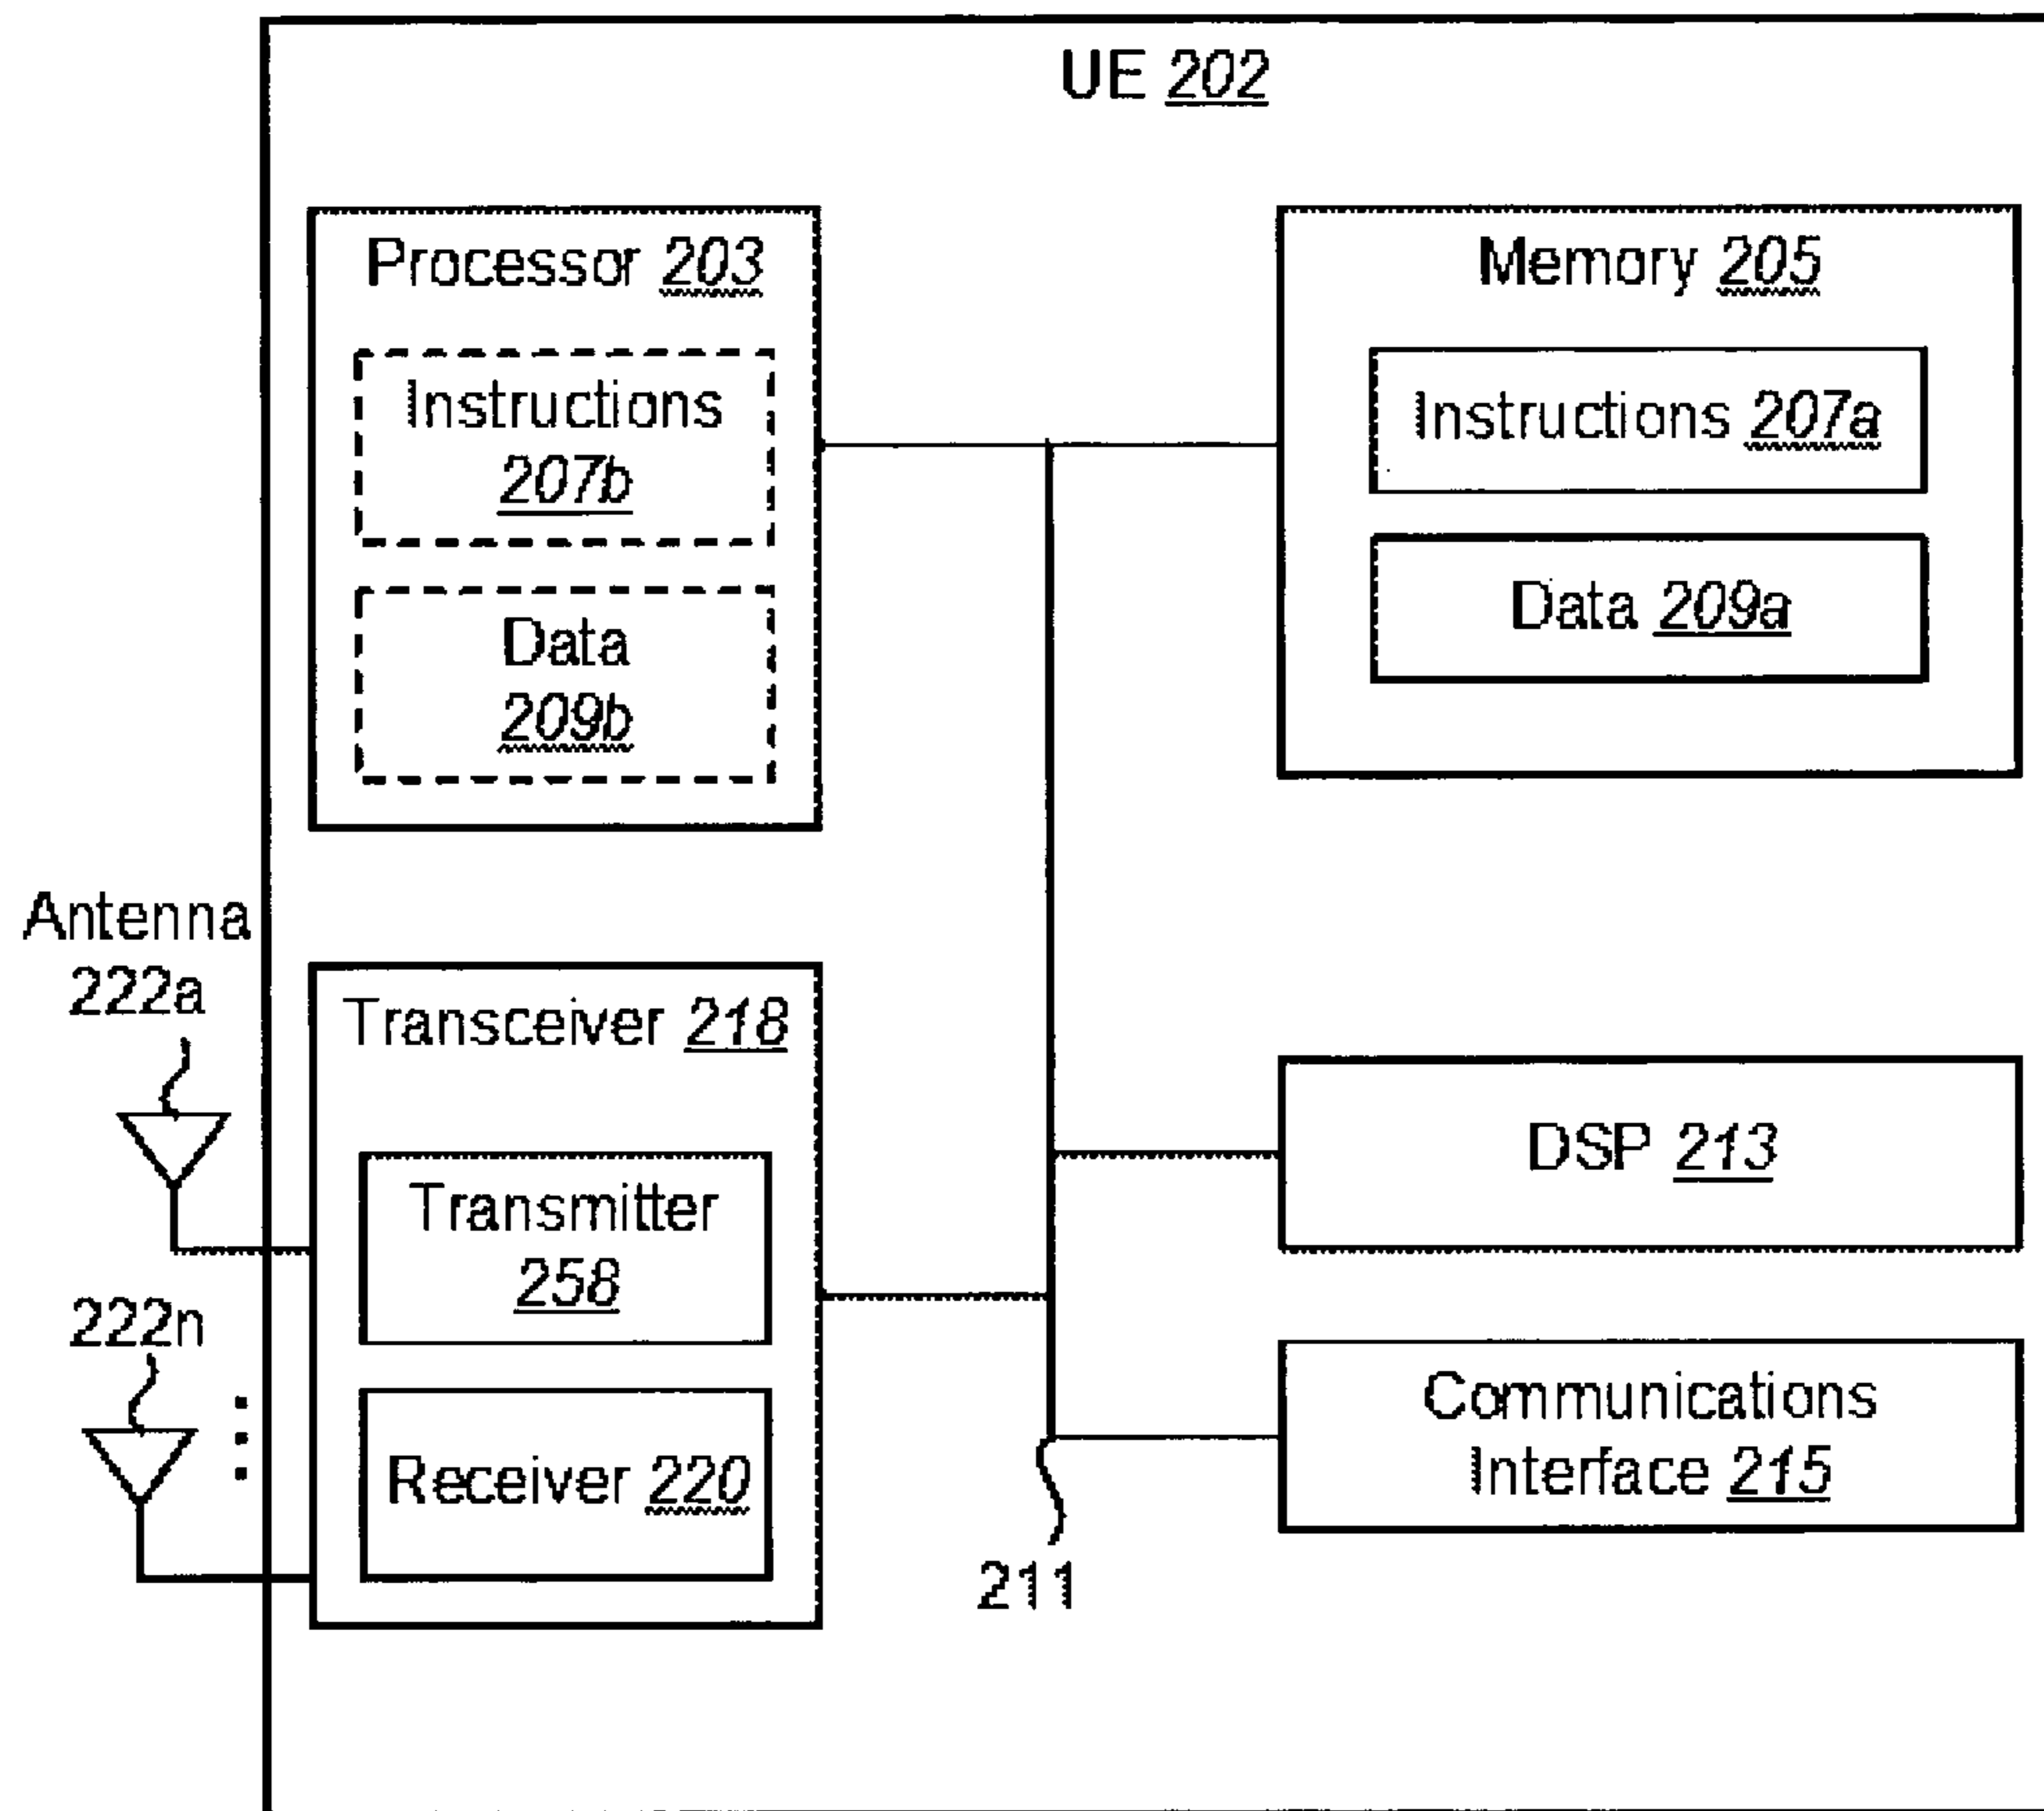 UE 202
Processor 203
Instructions
207b
Data
209b
Memory 205
Instructions 207a
Data 209a
Antenna
222a
222n
Transceiver 218
Transmitter
258
Receiver 220
DSP 213
Communications
Interface 215
211